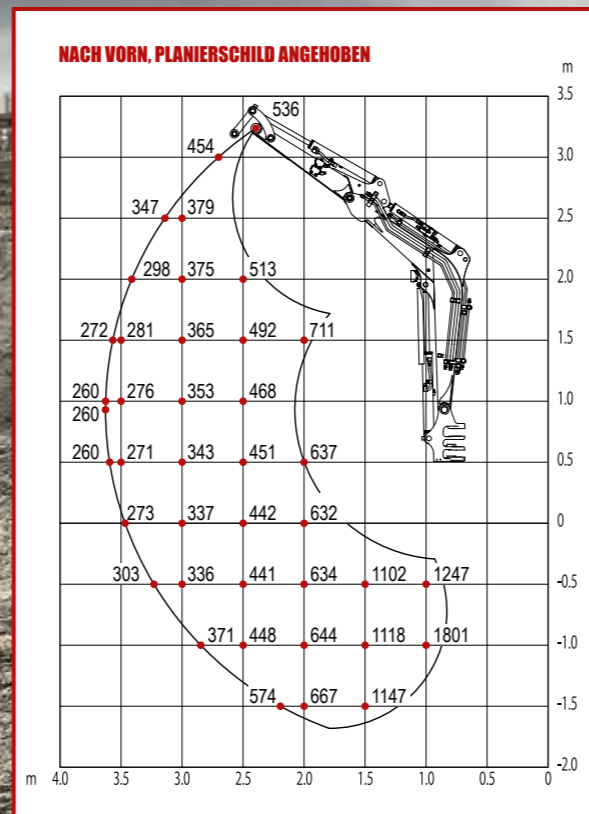 NACH VORN, PLANIERSCHILD ANGEHOBEN
m
3.5
536
454
3.0
347 379
2.5
298 375 513
2.0
272 281 365 492 711
1.5
260 276 353 468
1.0
260
260 271 343 451 637
0.5
273 337 442 632
0
303 336 441 634 1102 1247
-0.5
371 448 644 1118 1801
-1.0
574 667 1147
-1.5
-2.0
m 4.0 3.5 3.0 2.5 2.0 1.5 1.0 0.5 0